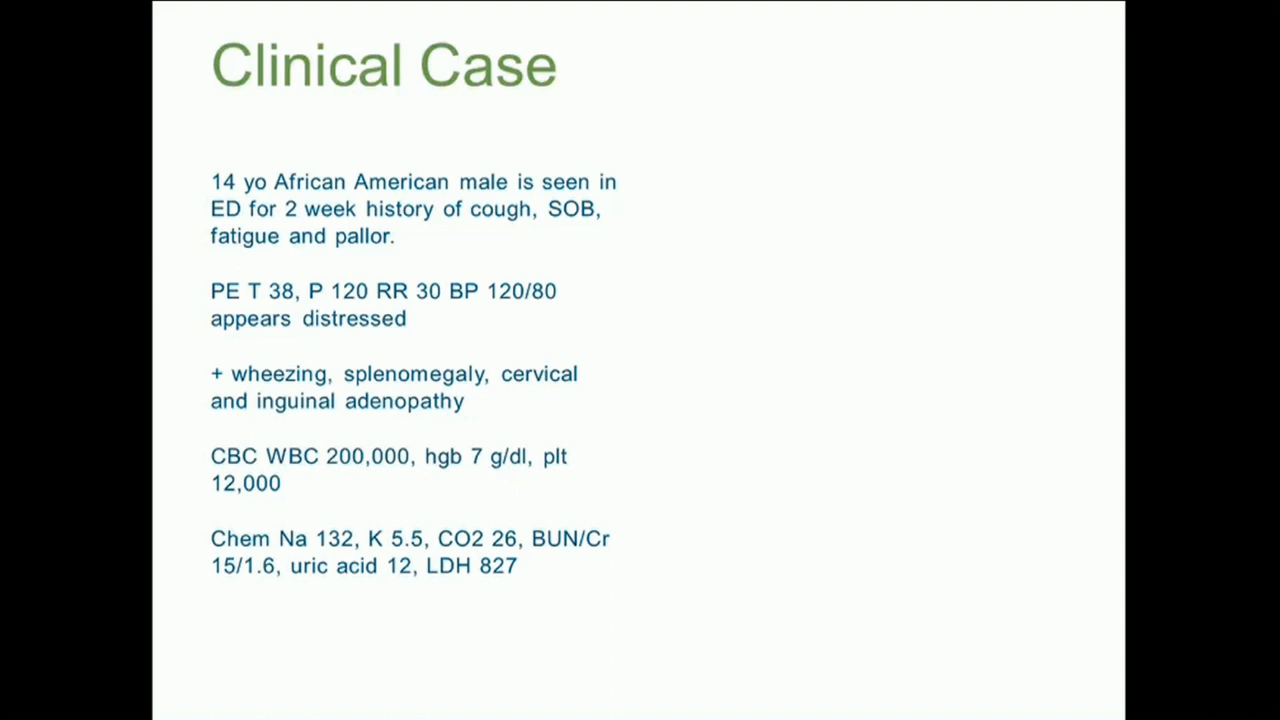 Clinical Case
14 yo African American male is seen in
ED for 2 week history of cough, SOB,
fatigue and pallor.
PE T 38, P 120 RR 30 BP 120/80
appears distressed
+ wheezing, splenomegaly, cervical
and inguinal adenopathy
CBC WBC 200,000, hgb 7 g/dl, plt
12,000
Chem Na 132, K 5.5, CO2 26, BUN/Cr
15/1.6, uric acid 12, LDH 827